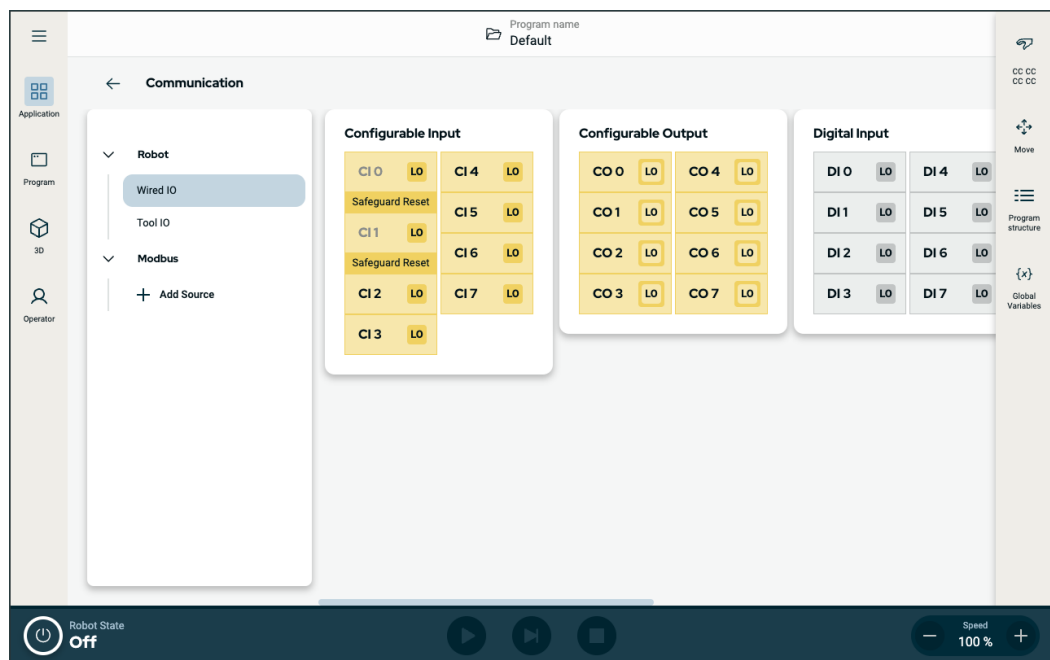 Program name
Default
Application
Program
3D
Operator
Communication
Robot
Wired IO
Tool IO
Modbus
Add Source
Configurable Input
CI 0 LO CI 4 LO
Safeguard Reset
CI 5 LO
CI 1 LO
CI 6 LO
Safeguard Reset
CI 2 LO CI 7 LO
CI 3 LO
Configurable Output
CO 0 LO CO 4 LO
CO 1 LO CO 5 LO
CO 2 LO CO 6 LO
CO 3 LO CO 7 LO
Digital Input
DI 0 LO DI 4 LO
DI 1 LO DI 5 LO
DI 2 LO DI 6 LO
DI 3 LO DI 7 LO
CC CC
CC CC
Move
Program
structure
{x}
Global
Variables
Robot State
Off
Speed
100 %